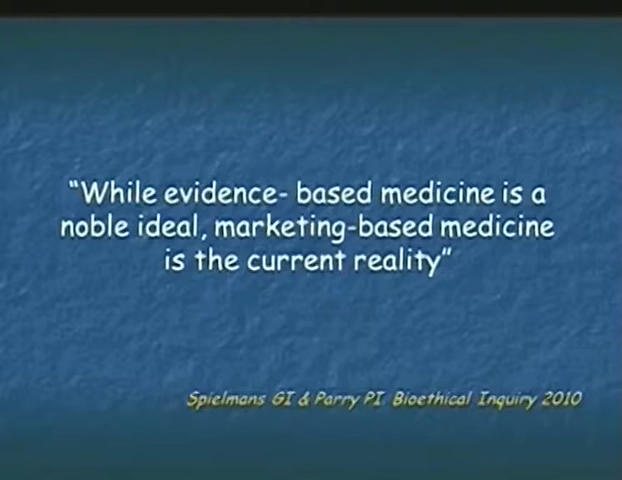 “While evidence- based medicine is a
noble ideal, marketing-based medicine
is the current reality”
Spielmans GI & Parry PI Bioethical Inquiry 2010